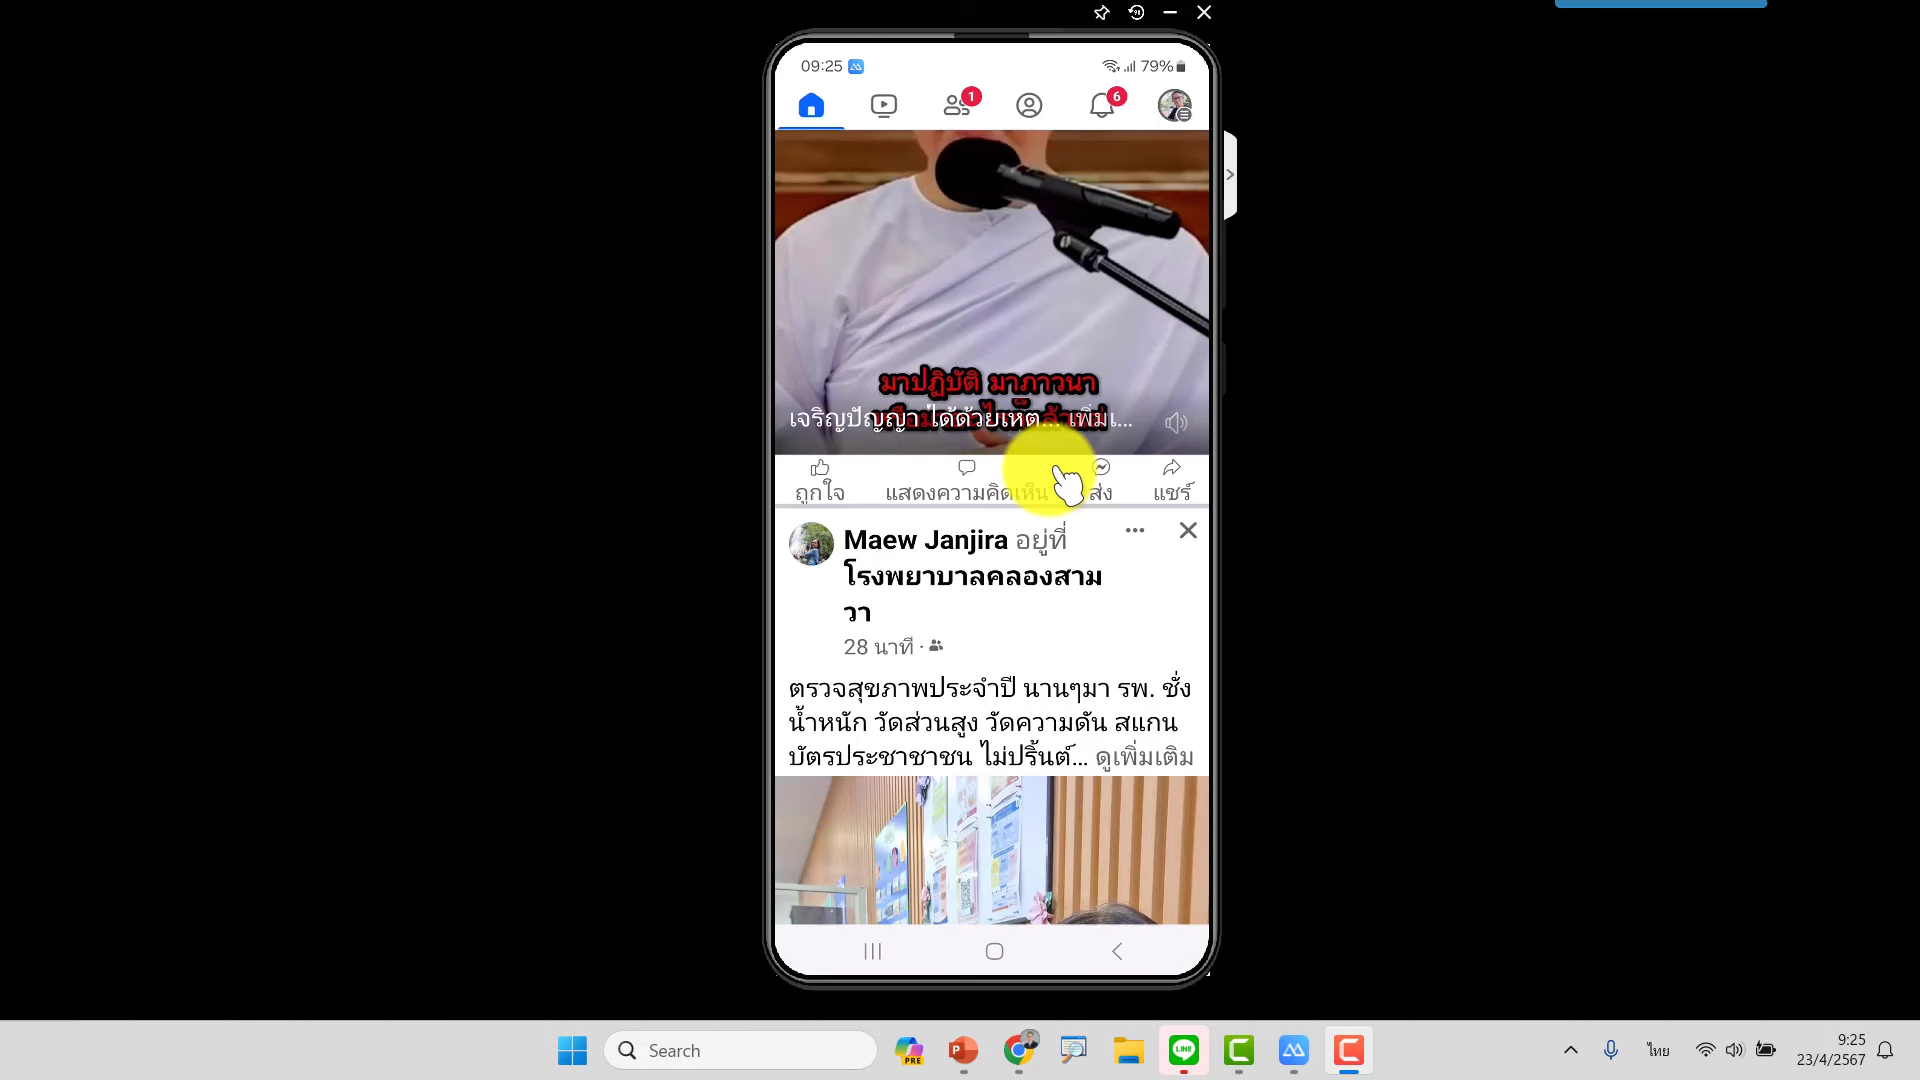 09:25
79%
1
6
มาปฏิบัติ มาภาวนา
เจริญปัญญา ได้ด้วยเหต... เพิ่มเ...
ถูกใจ แสดงความคิดเห็น ส่ง แชร์
Maew Janjira อยู่ที่
โรงพยาบาลคลองสาม
วา
28 นาที ·
ตรวจสุขภาพประจำปี นานๆมา รพ. ชั่ง
น้ำหนัก วัดส่วนสูง วัดความดัน สแกน
บัตรประชาชาชน ไม่ปริ้นต์... ดูเพิ่มเติม
Search
PRE
LINE
ไทย
9:25
23/4/2567